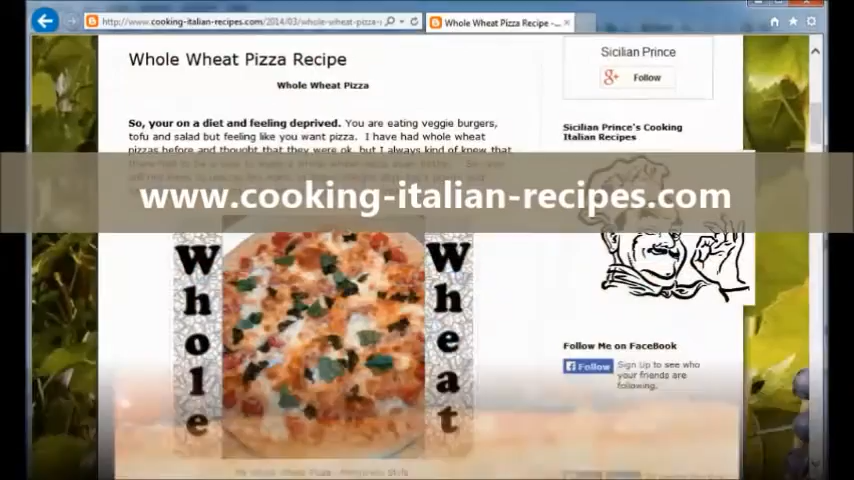 http://www.cooking-italian-recipes.com/2014/03/whole-wheat-pizza-r
Whole Wheat Pizza Recipe -...
Whole Wheat Pizza Recipe
Whole Wheat Pizza
So, your on a diet and feeling deprived. You are eating veggie burgers,
tofu and salad but feeling like you want pizza. I have had whole wheat
pizzas before and thought that they were ok, but I always kind of knew that
www.cooking-italian-recipes.com
Whole
Wheat
Sicilian Prince
g+ Follow
Sicilian Prince's Cooking
Italian Recipes
Follow Me on FaceBook
f Follow
Sign Up to see who
your friends are
following.